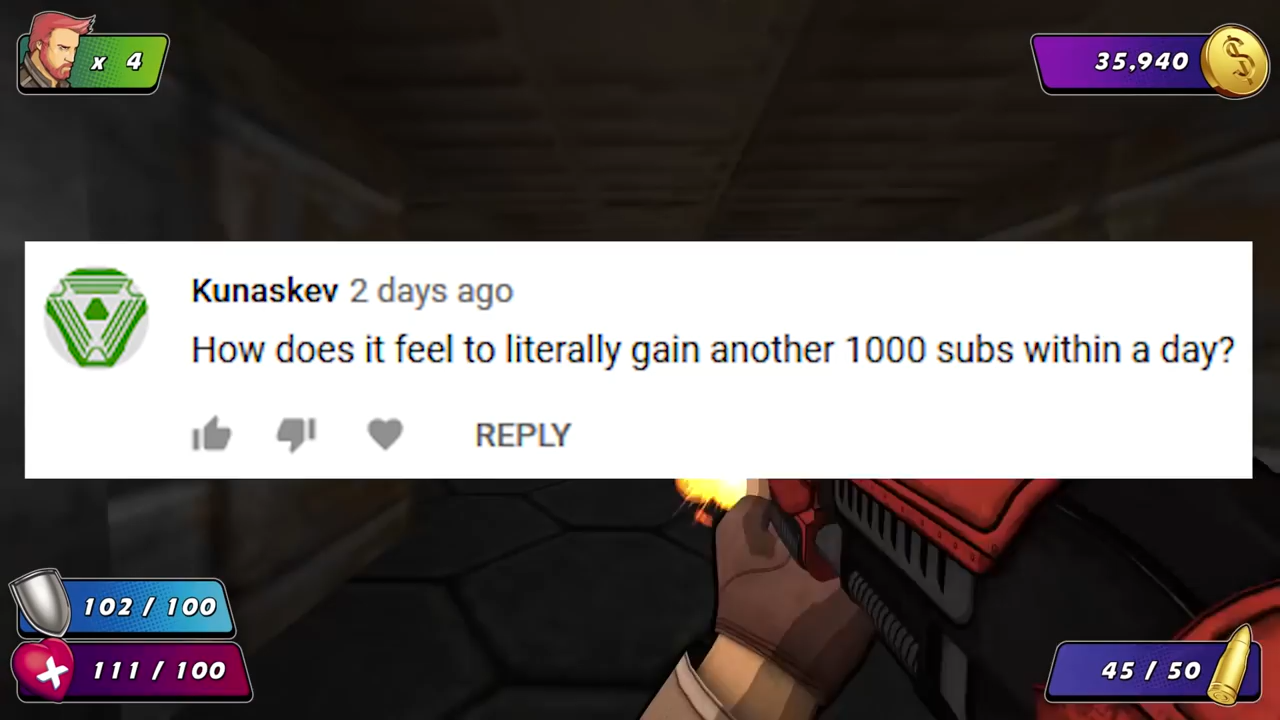 x 4
35,940
Kunaskev 2 days ago
How does it feel to literally gain another 1000 subs within a day?
REPLY
102 / 100
111 / 100
45 / 50